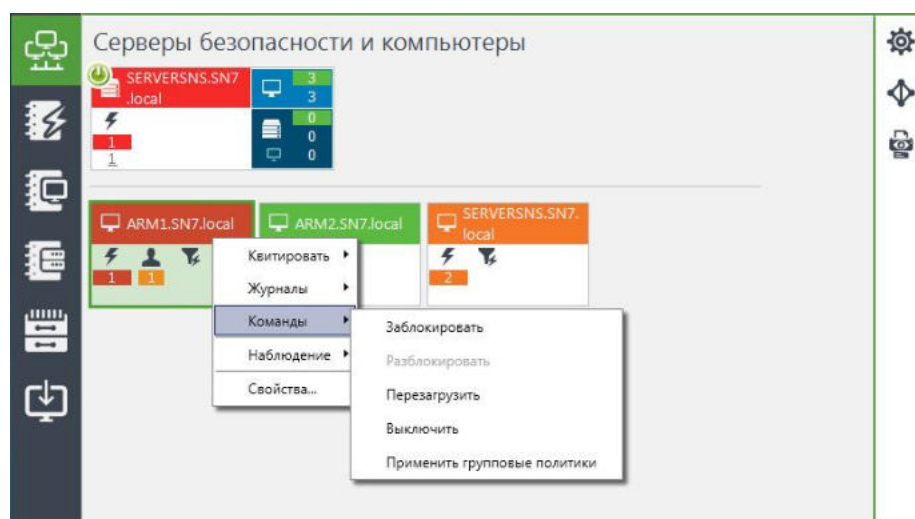 Серверы безопасности и компьютеры
SERVERSNS.SN7
.local
3
3
1
1
0
0
0
ARM1.SN7.local
ARM2.SN7.local
SERVERSNS.SN7.
local
1
1
2
Квитировать
Журналы
Команды
Наблюдение
Свойства...
Заблокировать
Разблокировать
Перезагрузить
Выключить
Применить групповые политики